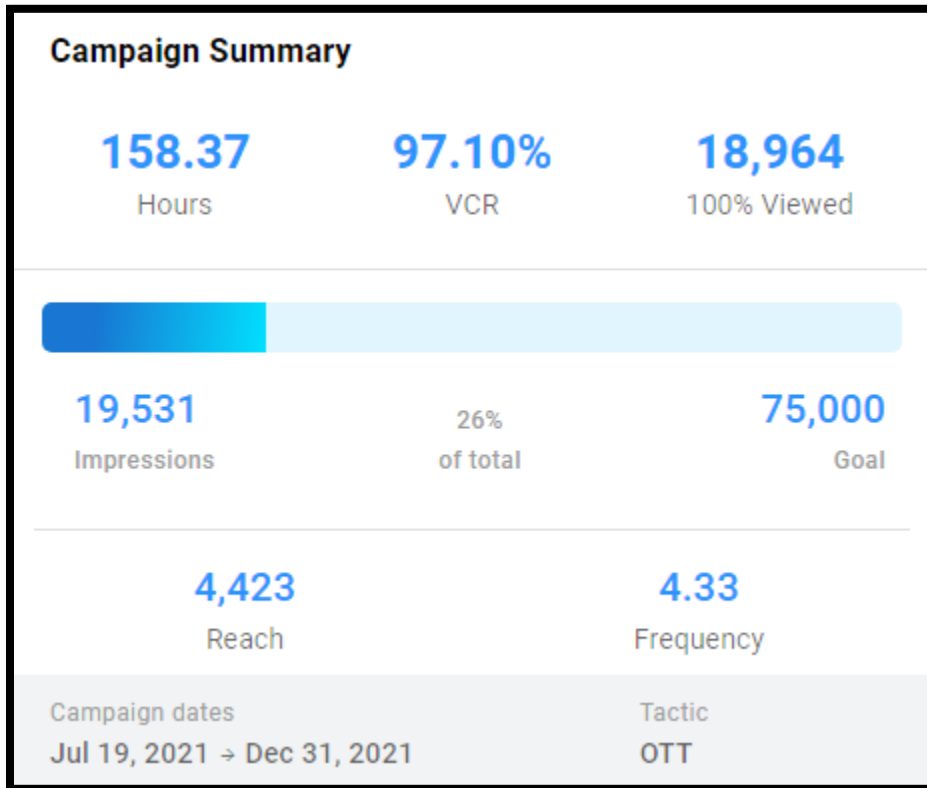 Campaign Summary
158.37 97.10% 18,964
Hours VCR 100% Viewed
19,531 26% 75,000
Impressions of total Goal
4,423 4.33
Reach Frequency
Campaign dates Tactic
Jul 19, 2021 → Dec 31, 2021 OTT